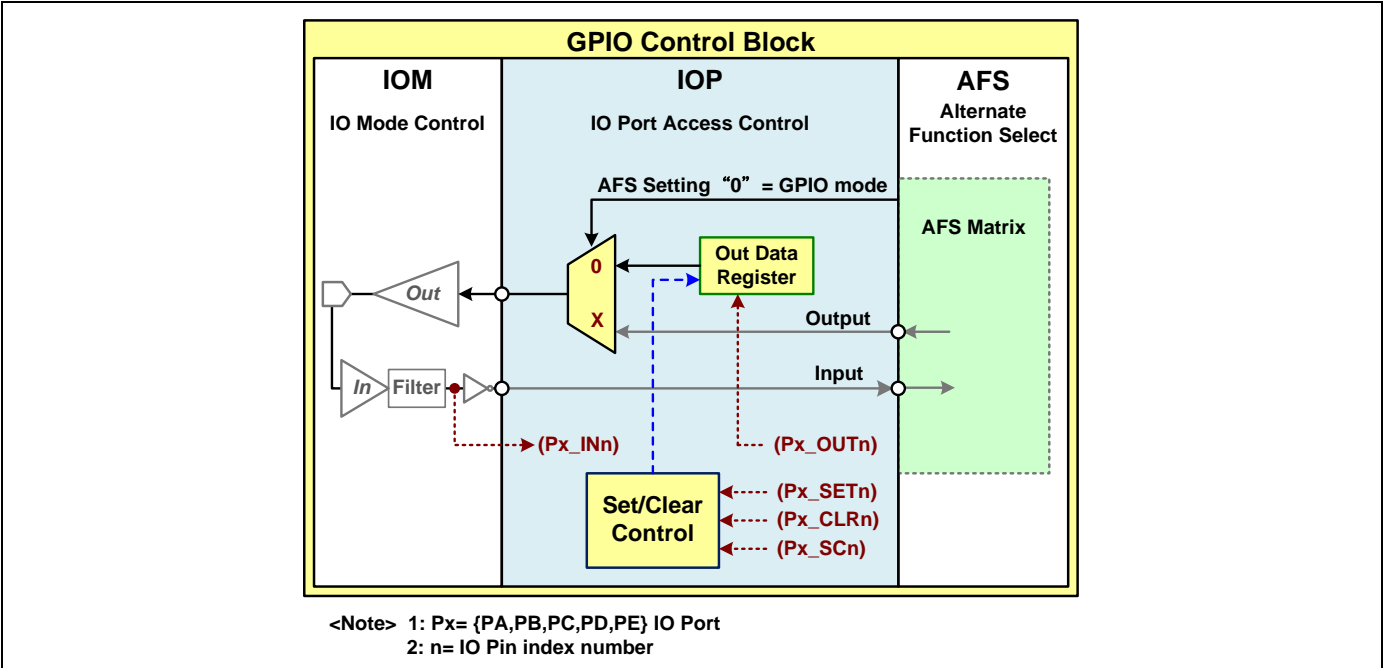 GPIO Control Block
IOM
IO Mode Control
IOP
IO Port Access Control
AFS
Alternate
Function Select
AFS Setting “0” = GPIO mode
AFS Matrix
0
X
Out Data
Register
Out
Output
In
Filter
Input
(Px_INn)
(Px_OUTn)
Set/Clear
Control
(Px_SETn)
(Px_CLRn)
(Px_SCn)
<Note> 1: Px= {PA,PB,PC,PD,PE} IO Port
2: n= IO Pin index number